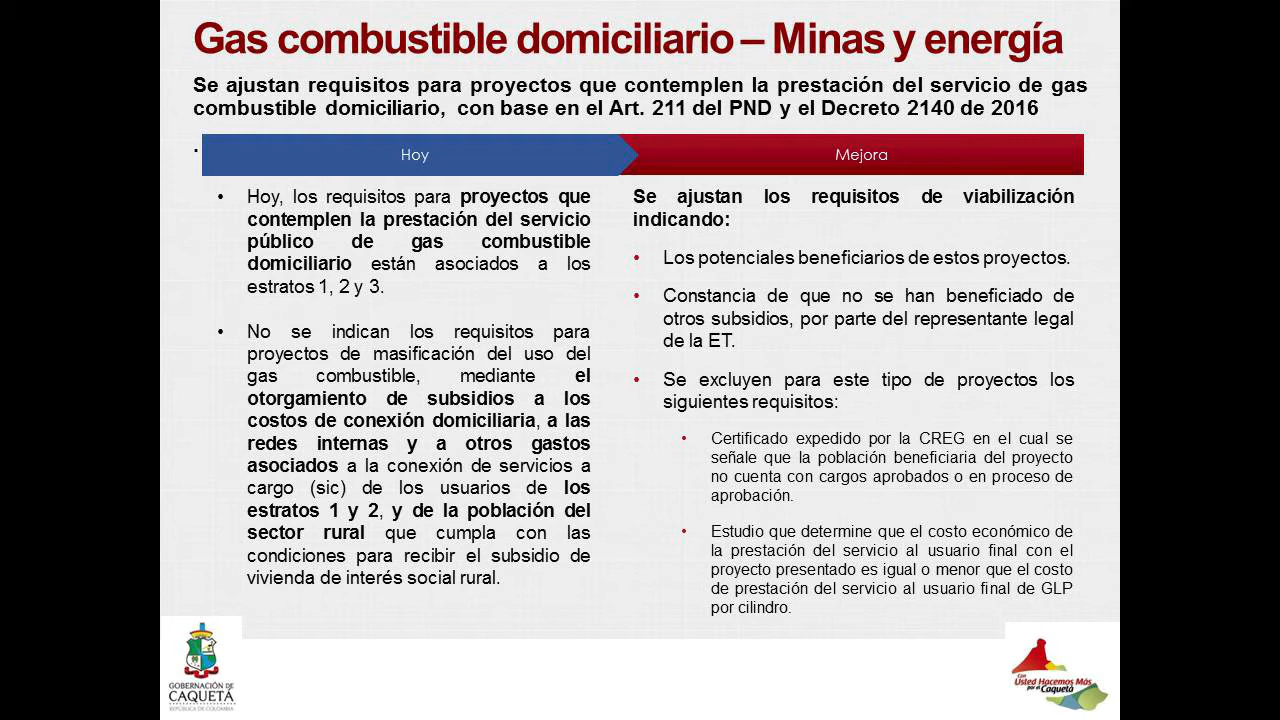 Gas combustible domiciliario – Minas y energía
Se ajustan requisitos para proyectos que contemplen la prestación del servicio de gas
combustible domiciliario, con base en el Art. 211 del PND y el Decreto 2140 de 2016
.
Hoy
• Hoy, los requisitos para proyectos que
contemplen la prestación del servicio
público de gas combustible
domiciliario están asociados a los
estratos 1, 2 y 3.
• No se indican los requisitos para
proyectos de masificación del uso del
gas combustible, mediante el
otorgamiento de subsidios a los
costos de conexión domiciliaria, a las
redes internas y a otros gastos
asociados a la conexión de servicios a
cargo (sic) de los usuarios de los
estratos 1 y 2, y de la población del
sector rural que cumpla con las
condiciones para recibir el subsidio de
vivienda de interés social rural.
Mejora
Se ajustan los requisitos de viabilización
indicando:
• Los potenciales beneficiarios de estos proyectos.
• Constancia de que no se han beneficiado de
otros subsidios, por parte del representante legal
de la ET.
• Se excluyen para este tipo de proyectos los
siguientes requisitos:
• Certificado expedido por la CREG en el cual se
señale que la población beneficiaria del proyecto
no cuenta con cargos aprobados o en proceso de
aprobación.
• Estudio que determine que el costo económico de
la prestación del servicio al usuario final con el
proyecto presentado es igual o menor que el costo
de prestación del servicio al usuario final de GLP
por cilindro.
GOBERNACIÓN DE
CAQUETÁ
REPÚBLICA DE COLOMBIA
Con
Usted Hacemos Más
por el Caquetá